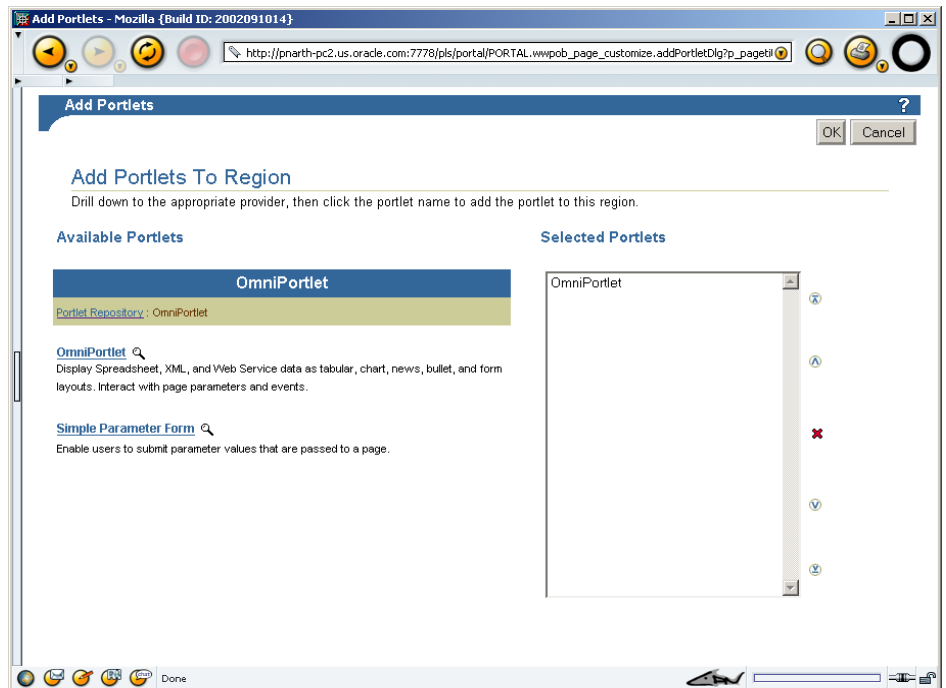 Add Portlets - Mozilla {Build ID: 2002091014}
http://pnarth-pc2.us.oracle.com:7778/pls/portal/PORTAL.wwpob_page_customize.addPortletDlg?p_pageti
Add Portlets
?
OK Cancel
Add Portlets To Region
Drill down to the appropriate provider, then click the portlet name to add the portlet to this region.
Available Portlets
Selected Portlets
OmniPortlet
OmniPortlet
Portlet Repository : OmniPortlet
OmniPortlet
Display Spreadsheet, XML, and Web Service data as tabular, chart, news, bullet, and form
layouts. Interact with page parameters and events.
Simple Parameter Form
Enable users to submit parameter values that are passed to a page.
Done